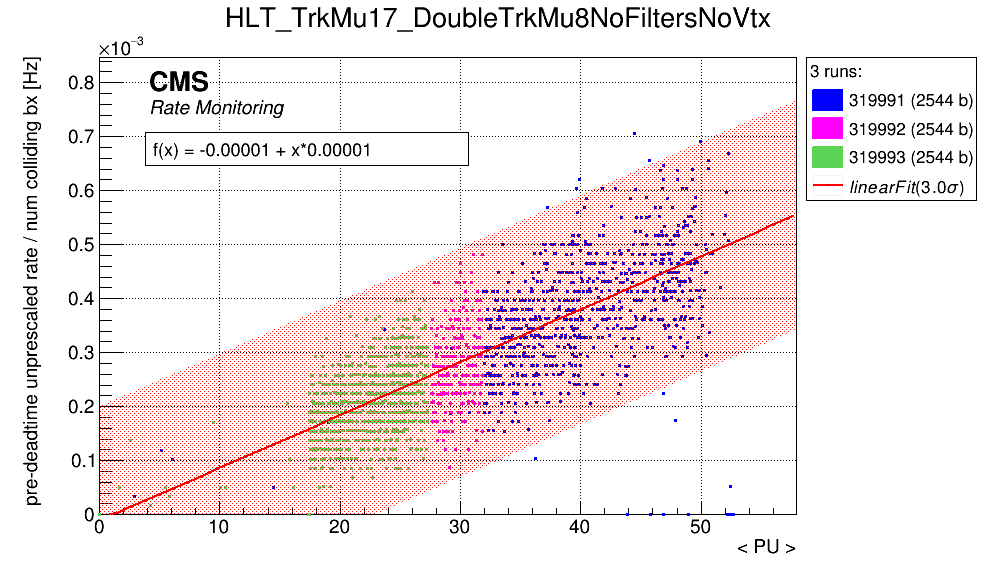 HLT_TrkMu17_DoubleTrkMu8NoFiltersNoVtx
×10⁻³
pre-deadtime unprescaled rate / num colliding bx [Hz]
CMS
Rate Monitoring
f(x) = -0.00001 + x*0.00001
0.8
0.7
0.6
0.5
0.4
0.3
0.2
0.1
0
0 10 20 30 40 50
< PU >
3 runs:
319991 (2544 b)
319992 (2544 b)
319993 (2544 b)
linearFit(3.0σ)